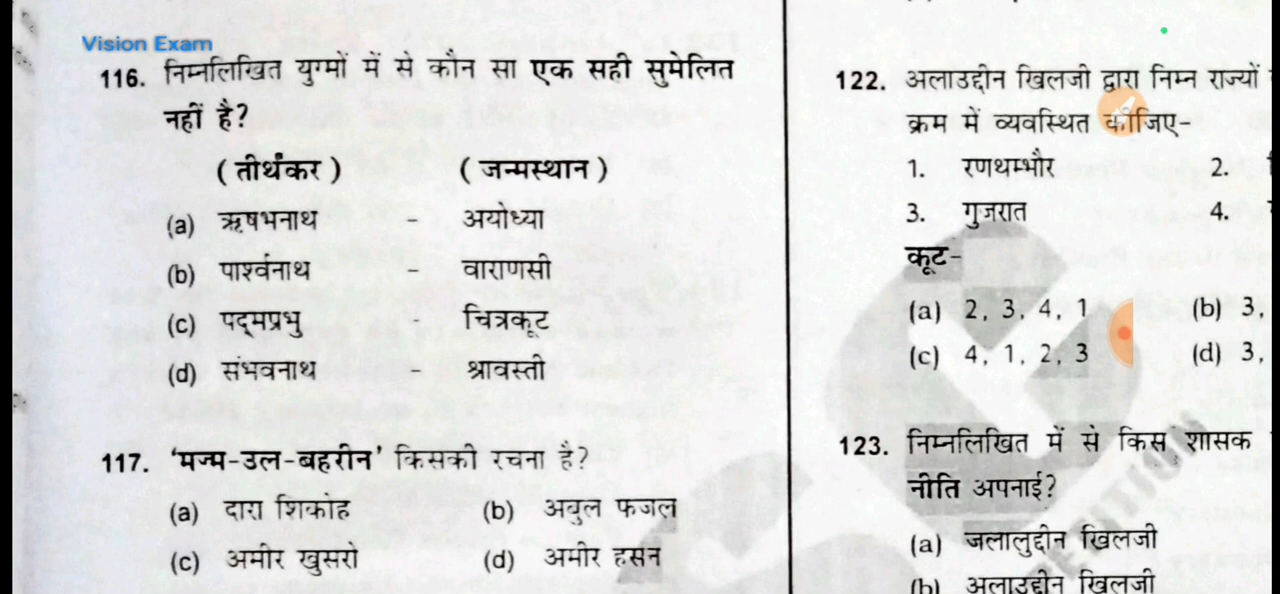 Vision Exam
116. निम्नलिखित युग्मों में से कौन सा एक सही सुमेलित
नहीं है?
( तीर्थंकर ) ( जन्मस्थान )
(a) ऋषभनाथ - अयोध्या
(b) पार्श्वनाथ - वाराणसी
(c) पद्मप्रभु - चित्रकूट
(d) संभवनाथ - श्रावस्ती
117. 'मज्म-उल-बहरीन' किसकी रचना है?
(a) दारा शिकोह (b) अबुल फजल
(c) अमीर खुसरो (d) अमीर हसन
122. अलाउद्दीन खिलजी द्वारा निम्न राज्यों
क्रम में व्यवस्थित कीजिए-
1. रणथम्भौर 2.
3. गुजरात 4.
कूट-
(a) 2, 3, 4, 1 (b) 3,
(c) 4, 1, 2, 3 (d) 3,
123. निम्नलिखित में से किस शासक
नीति अपनाई?
(a) जलालुद्दीन खिलजी
(b) अलाउद्दीन खिलजी